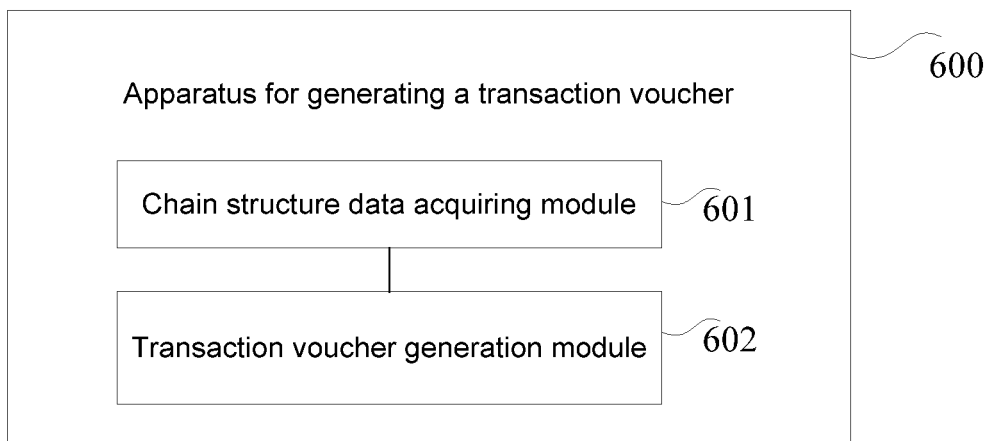 600
Apparatus for generating a transaction voucher
Chain structure data acquiring module
601
Transaction voucher generation module
602